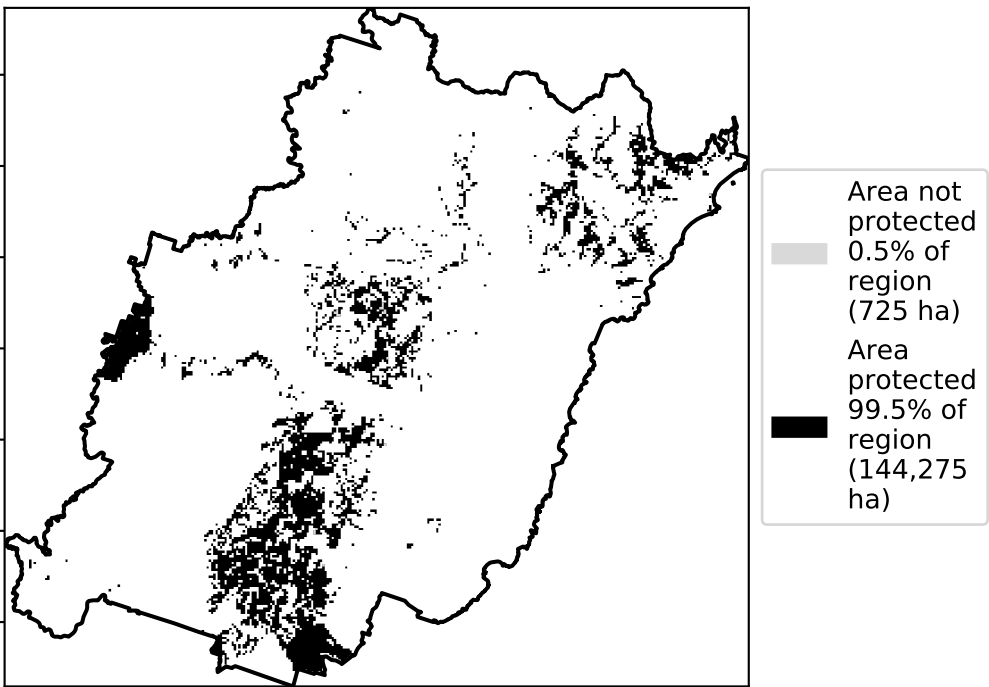 Area not
protected
0.5% of
region
(725 ha)
Area
protected
99.5% of
region
(144,275
ha)